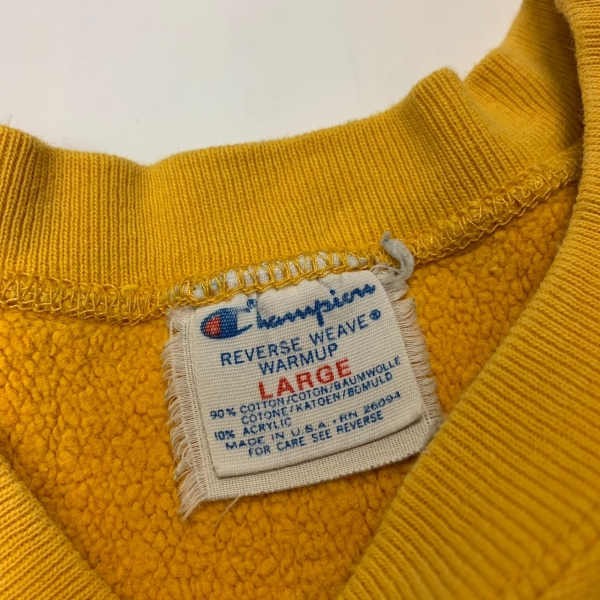 Champion
REVERSE WEAVE®
WARMUP
LARGE
90% COTTON/COTON/BAUMWOLLE
COTONE/KATOEN/BOMULD
10% ACRYLIC
MADE IN U.S.A. RN 26094
FOR CARE SEE REVERSE